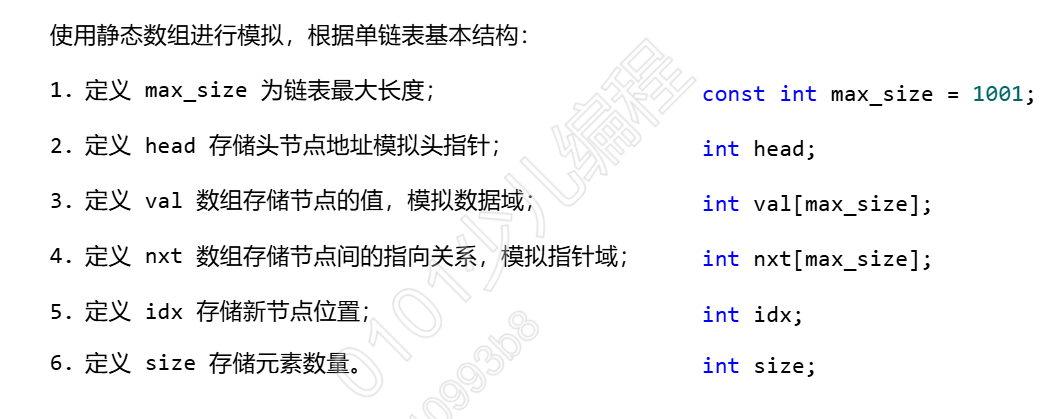 使用静态数组进行模拟，根据单链表基本结构：
1. 定义 max_size 为链表最大长度； const int max_size = 1001;
2. 定义 head 存储头节点地址模拟头指针； int head;
3. 定义 val 数组存储节点的值，模拟数据域； int val[max_size];
4. 定义 nxt 数组存储节点间的指向关系，模拟指针域； int nxt[max_size];
5. 定义 idx 存储新节点位置； int idx;
6. 定义 size 存储元素数量。 int size;
0101少儿编程